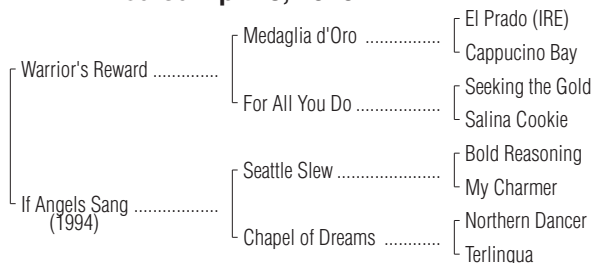 El Prado (IRE)
Medaglia d'Oro ...............
Cappucino Bay
Warrior's Reward .............
Seeking the Gold
For All You Do .................
Salina Cookie
Bold Reasoning
Seattle Slew .....................
My Charmer
If Angels Sang .................
(1994)
Northern Dancer
Chapel of Dreams ............
Terlingua